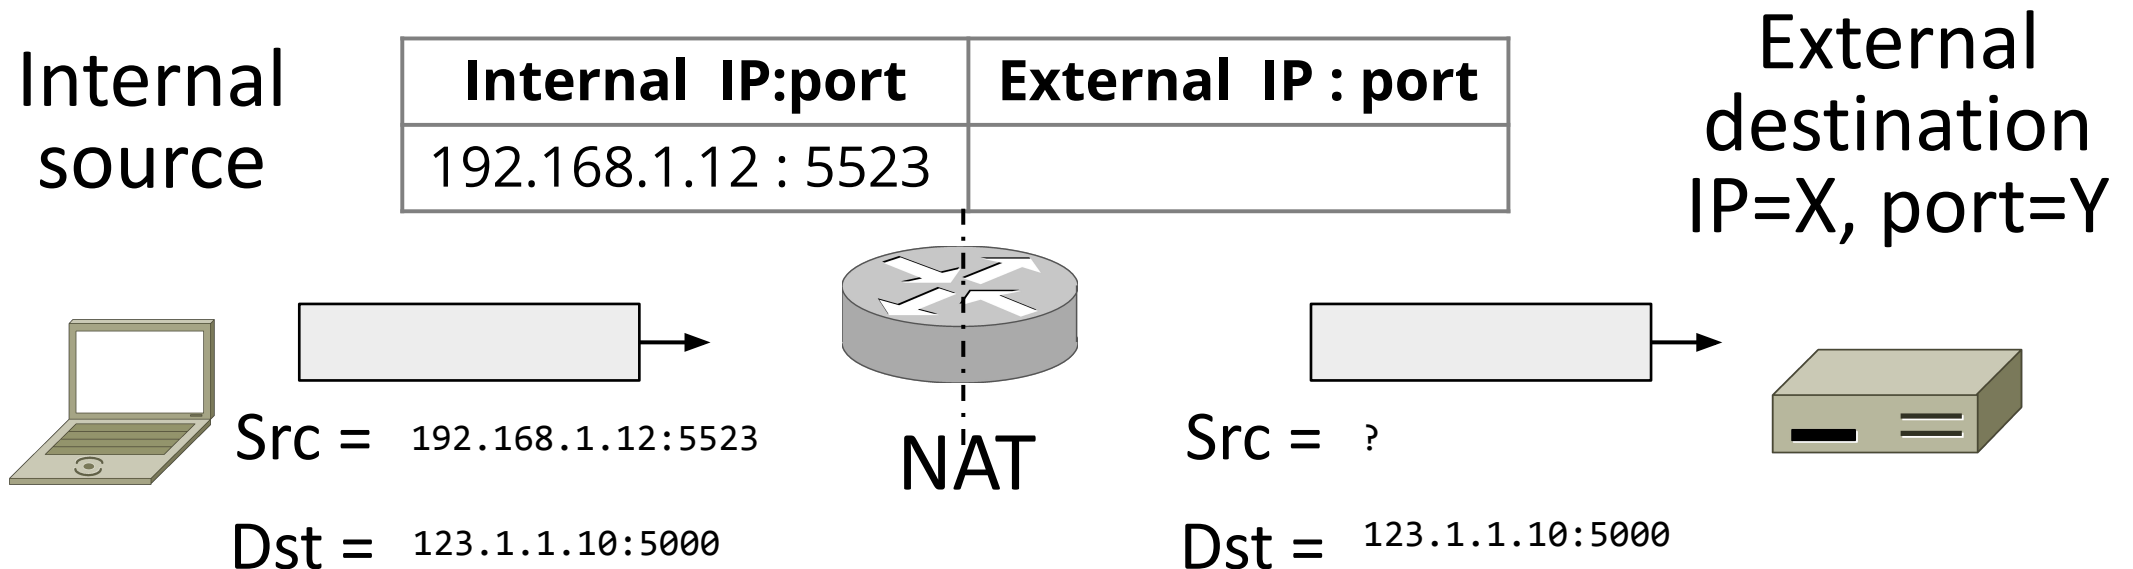 Internal
source
Internal IP:port
External IP : port
192.168.1.12 : 5523
External
destination
IP=X, port=Y
NAT
Src = 192.168.1.12:5523
Dst = 123.1.1.10:5000
Src = ?
Dst = 123.1.1.10:5000